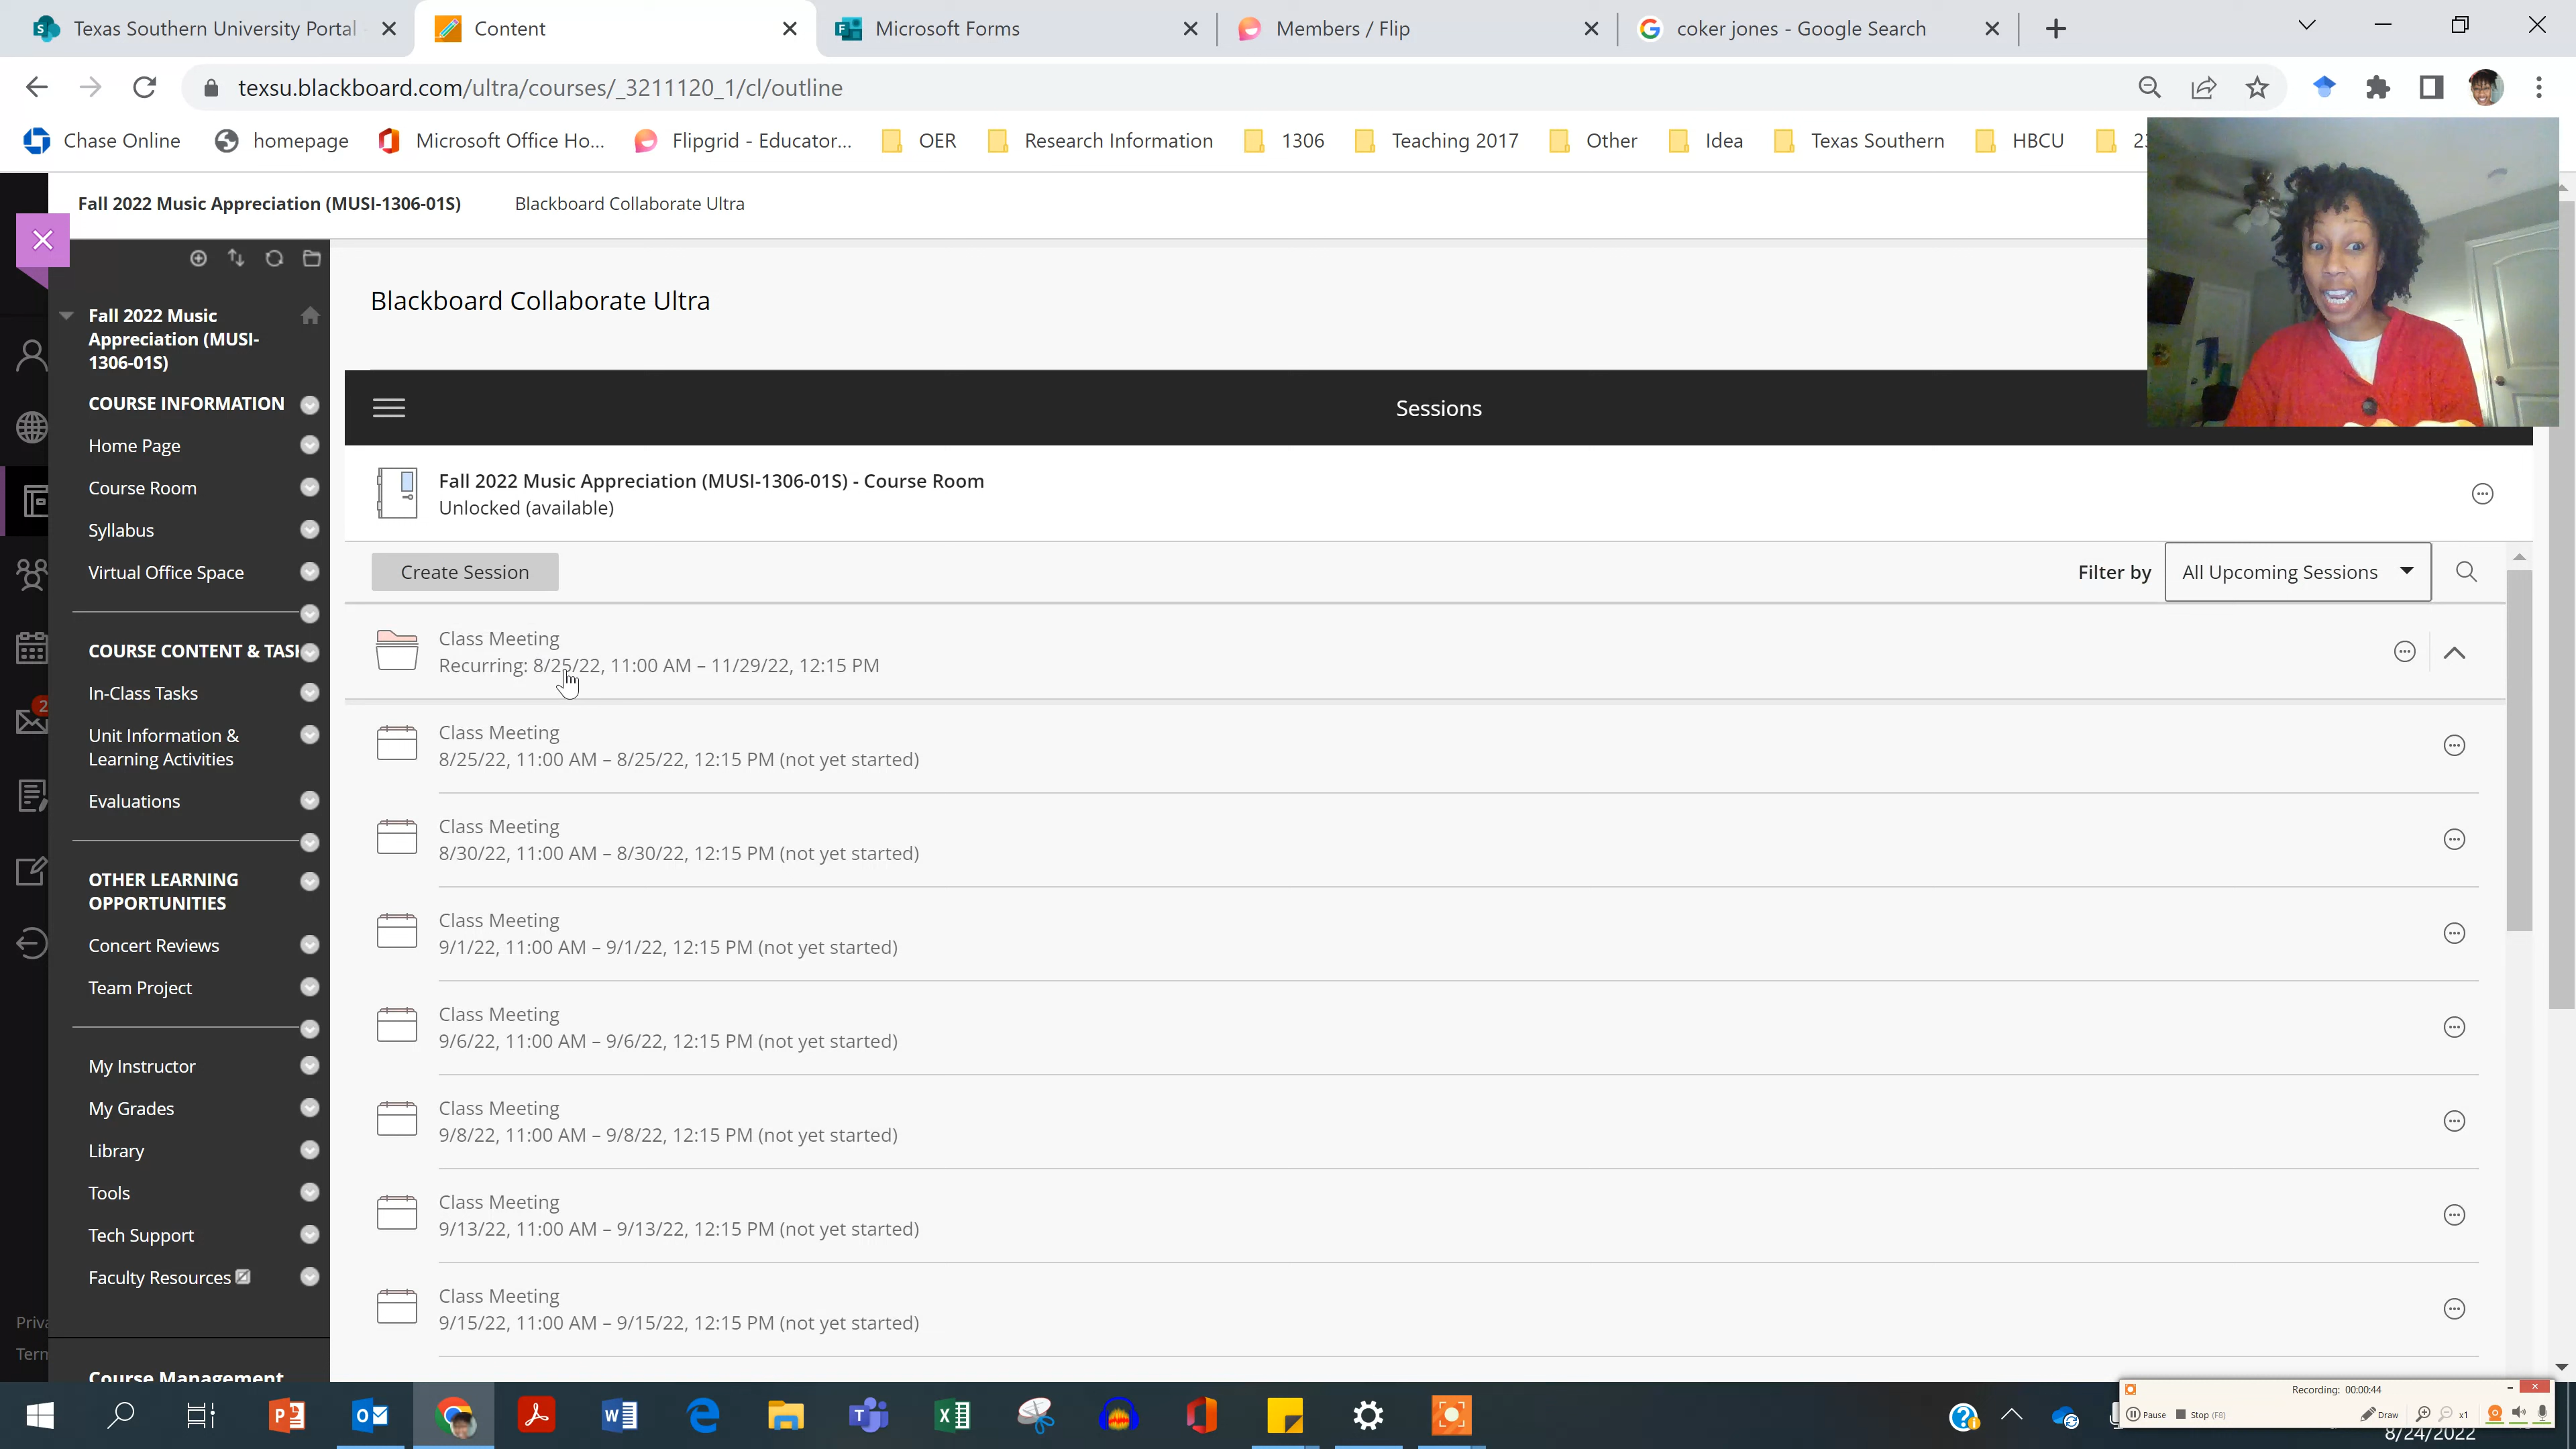 Texas Southern University Portal
Content
Microsoft Forms
Members / Flip
coker jones - Google Search
texsu.blackboard.com/ultra/courses/_3211120_1/cl/outline
Chase Online
homepage
Microsoft Office Ho...
Flipgrid - Educator...
OER
Research Information
1306
Teaching 2017
Other
Idea
Texas Southern
HBCU
Fall 2022 Music Appreciation (MUSI-1306-01S)
Blackboard Collaborate Ultra
Fall 2022 Music
Appreciation (MUSI-
1306-01S)
COURSE INFORMATION
Home Page
Course Room
Syllabus
Virtual Office Space
COURSE CONTENT & TASK
In-Class Tasks
Unit Information &
Learning Activities
Evaluations
OTHER LEARNING
OPPORTUNITIES
Concert Reviews
Team Project
My Instructor
My Grades
Library
Tools
Tech Support
Faculty Resources
Course Management
2
Blackboard Collaborate Ultra
Sessions
Fall 2022 Music Appreciation (MUSI-1306-01S) - Course Room
Unlocked (available)
Create Session
Filter by
All Upcoming Sessions
Class Meeting
Recurring: 8/25/22, 11:00 AM – 11/29/22, 12:15 PM
Class Meeting
8/25/22, 11:00 AM – 8/25/22, 12:15 PM (not yet started)
Class Meeting
8/30/22, 11:00 AM – 8/30/22, 12:15 PM (not yet started)
Class Meeting
9/1/22, 11:00 AM – 9/1/22, 12:15 PM (not yet started)
Class Meeting
9/6/22, 11:00 AM – 9/6/22, 12:15 PM (not yet started)
Class Meeting
9/8/22, 11:00 AM – 9/8/22, 12:15 PM (not yet started)
Class Meeting
9/13/22, 11:00 AM – 9/13/22, 12:15 PM (not yet started)
Class Meeting
9/15/22, 11:00 AM – 9/15/22, 12:15 PM (not yet started)
Recording: 00:00:44
Pause
Stop (F8)
Draw
x1
8/24/2022